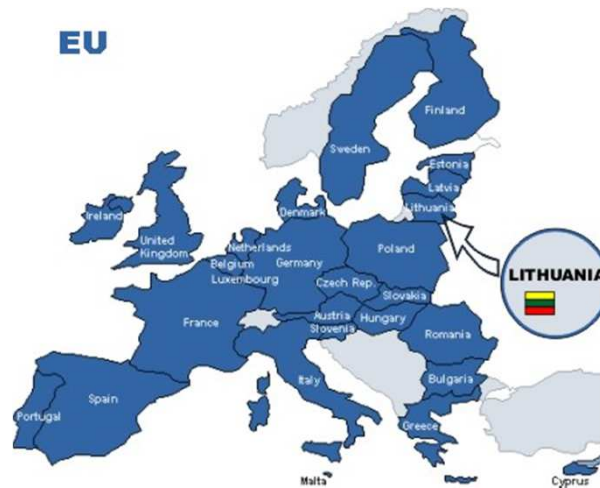 EU
Finland
Sweden
Estonia
Latvia
Lithuania
Denmark
Ireland
United
Kingdom
Netherlands
Belgium
Luxembourg
Germany
Poland
LITHUANIA
Czech Rep.
Slovakia
Austria
Slovenia
Hungary
France
Romania
Italy
Bulgaria
Portugal
Spain
Greece
Malta
Cyprus